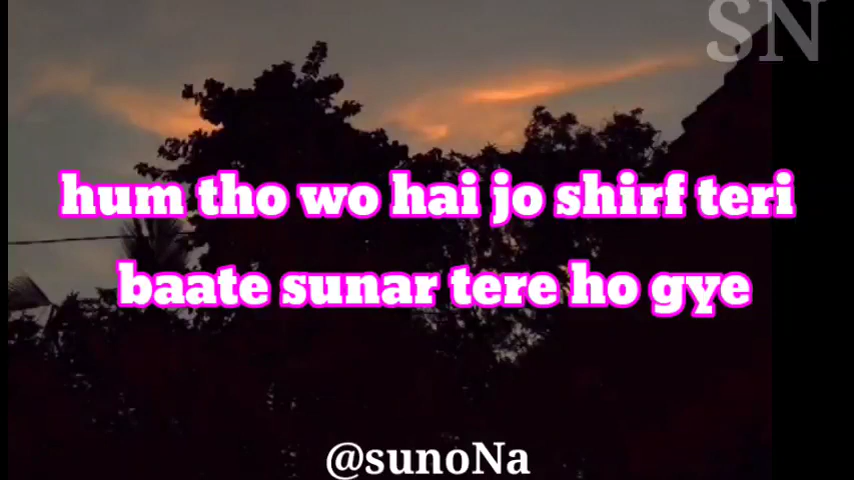 SN
hum tho wo hai jo shirf teri
baate sunar tere ho gye
@sunoNa